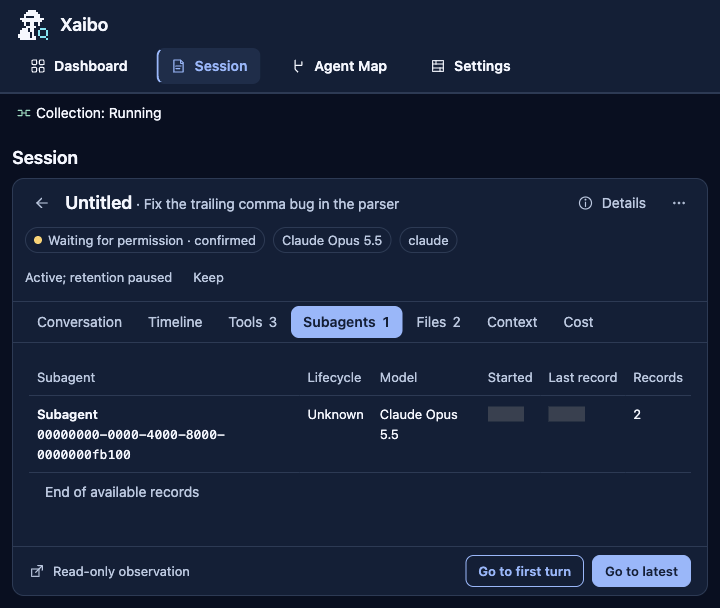 Xaibo
Dashboard Session Agent Map Settings
Collection: Running
Session
Untitled · Fix the trailing comma bug in the parser Details
Waiting for permission · confirmed Claude Opus 5.5 claude
Active; retention paused Keep
Conversation Timeline Tools 3 Subagents 1 Files 2 Context Cost
Subagent Lifecycle Model Started Last record Records
Subagent Unknown Claude Opus 2
00000000-0000-4000-8000- 5.5
0000000fb100
End of available records
Read-only observation Go to first turn Go to latest